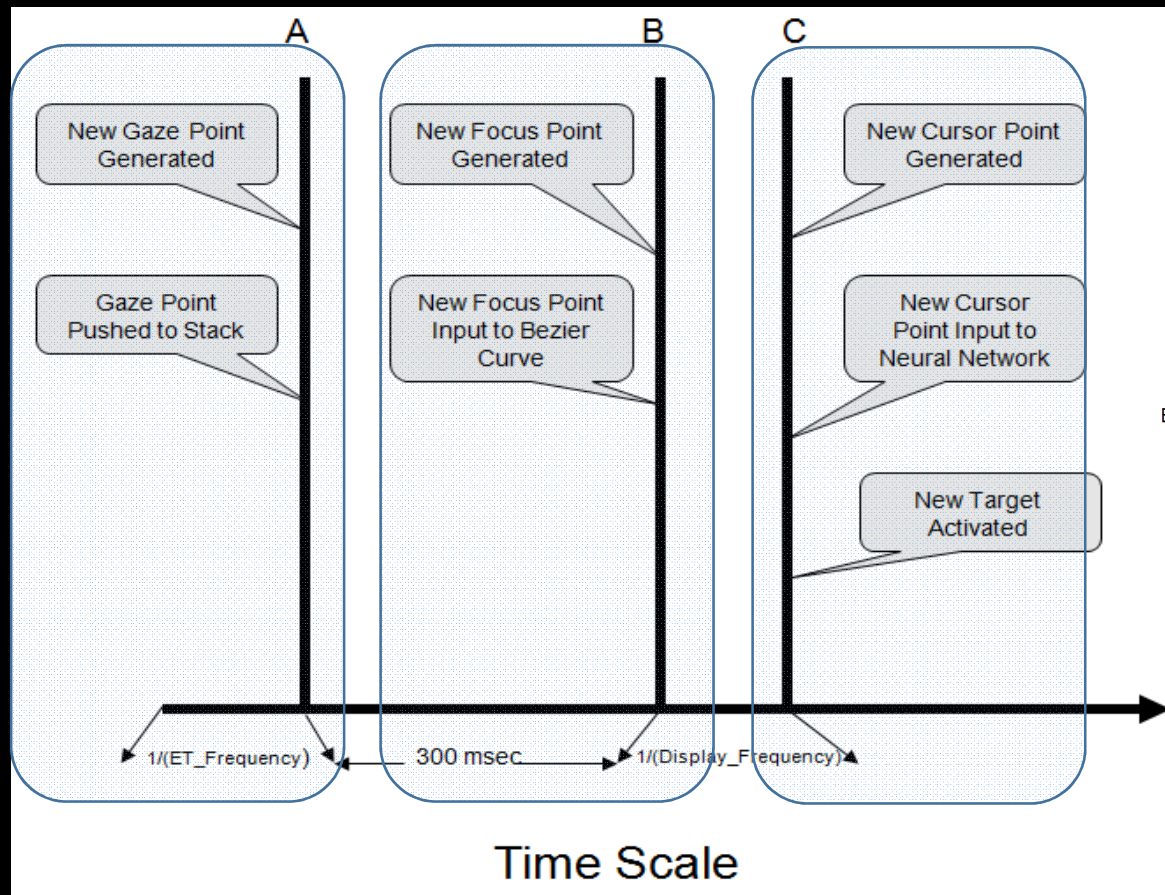 A
B
C
New Gaze Point
Generated
New Focus Point
Generated
New Cursor Point
Generated
Gaze Point
Pushed to Stack
New Focus Point
Input to Bezier
Curve
New Cursor
Point Input to
Neural Network
E
New Target
Activated
1/(ET_Frequency)
300 msec
1/(Display_Frequency)
Time Scale